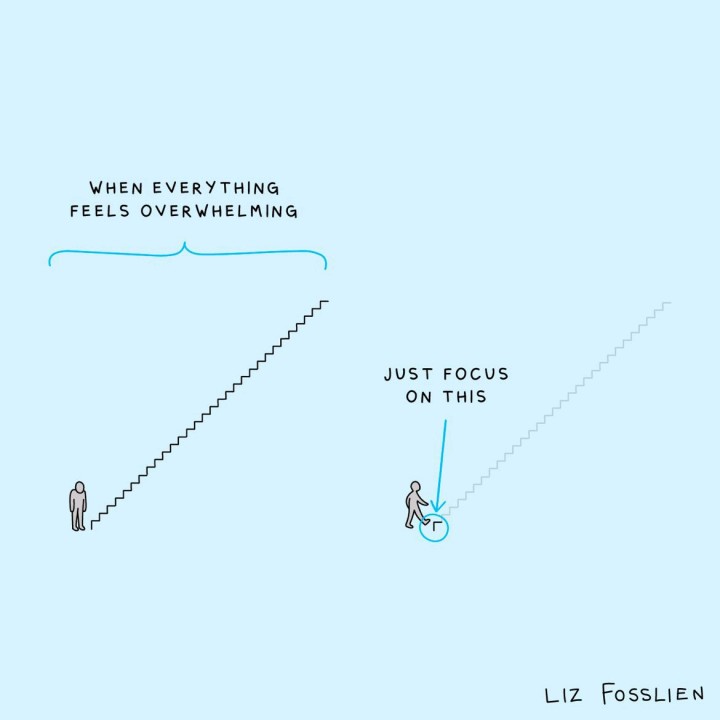 WHEN EVERYTHING
FEELS OVERWHELMING
JUST FOCUS
ON THIS
LIZ FOSSLIEN